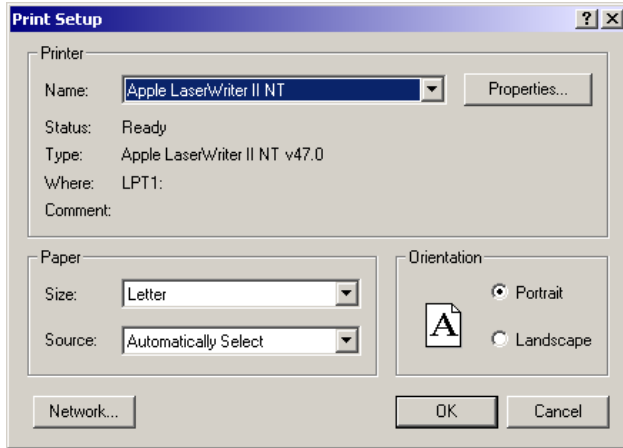 Print Setup
Printer
Name: Apple LaserWriter II NT Properties...
Status: Ready
Type: Apple LaserWriter II NT v47.0
Where: LPT1:
Comment:
Paper
Size: Letter
Source: Automatically Select
Orientation
A
Portrait
Landscape
Network... OK Cancel